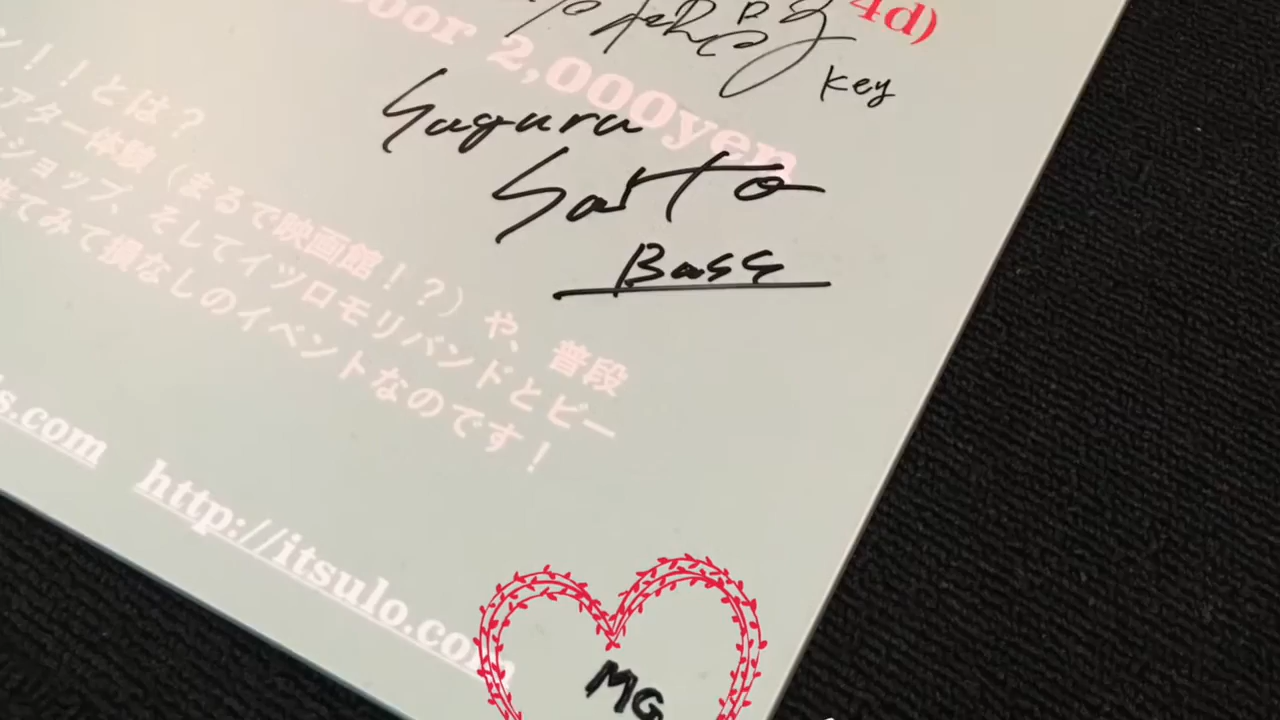 4d)
oor 2,000yen
Key
Suguru
Saito
Bass
ン！！とは？
アター体験（まるで映画館！？）や、普段
ショップ、そしてイツロモリバンドとビー
来てみて損なしのイベントなのです！
s.com http://itsulo.com
MG